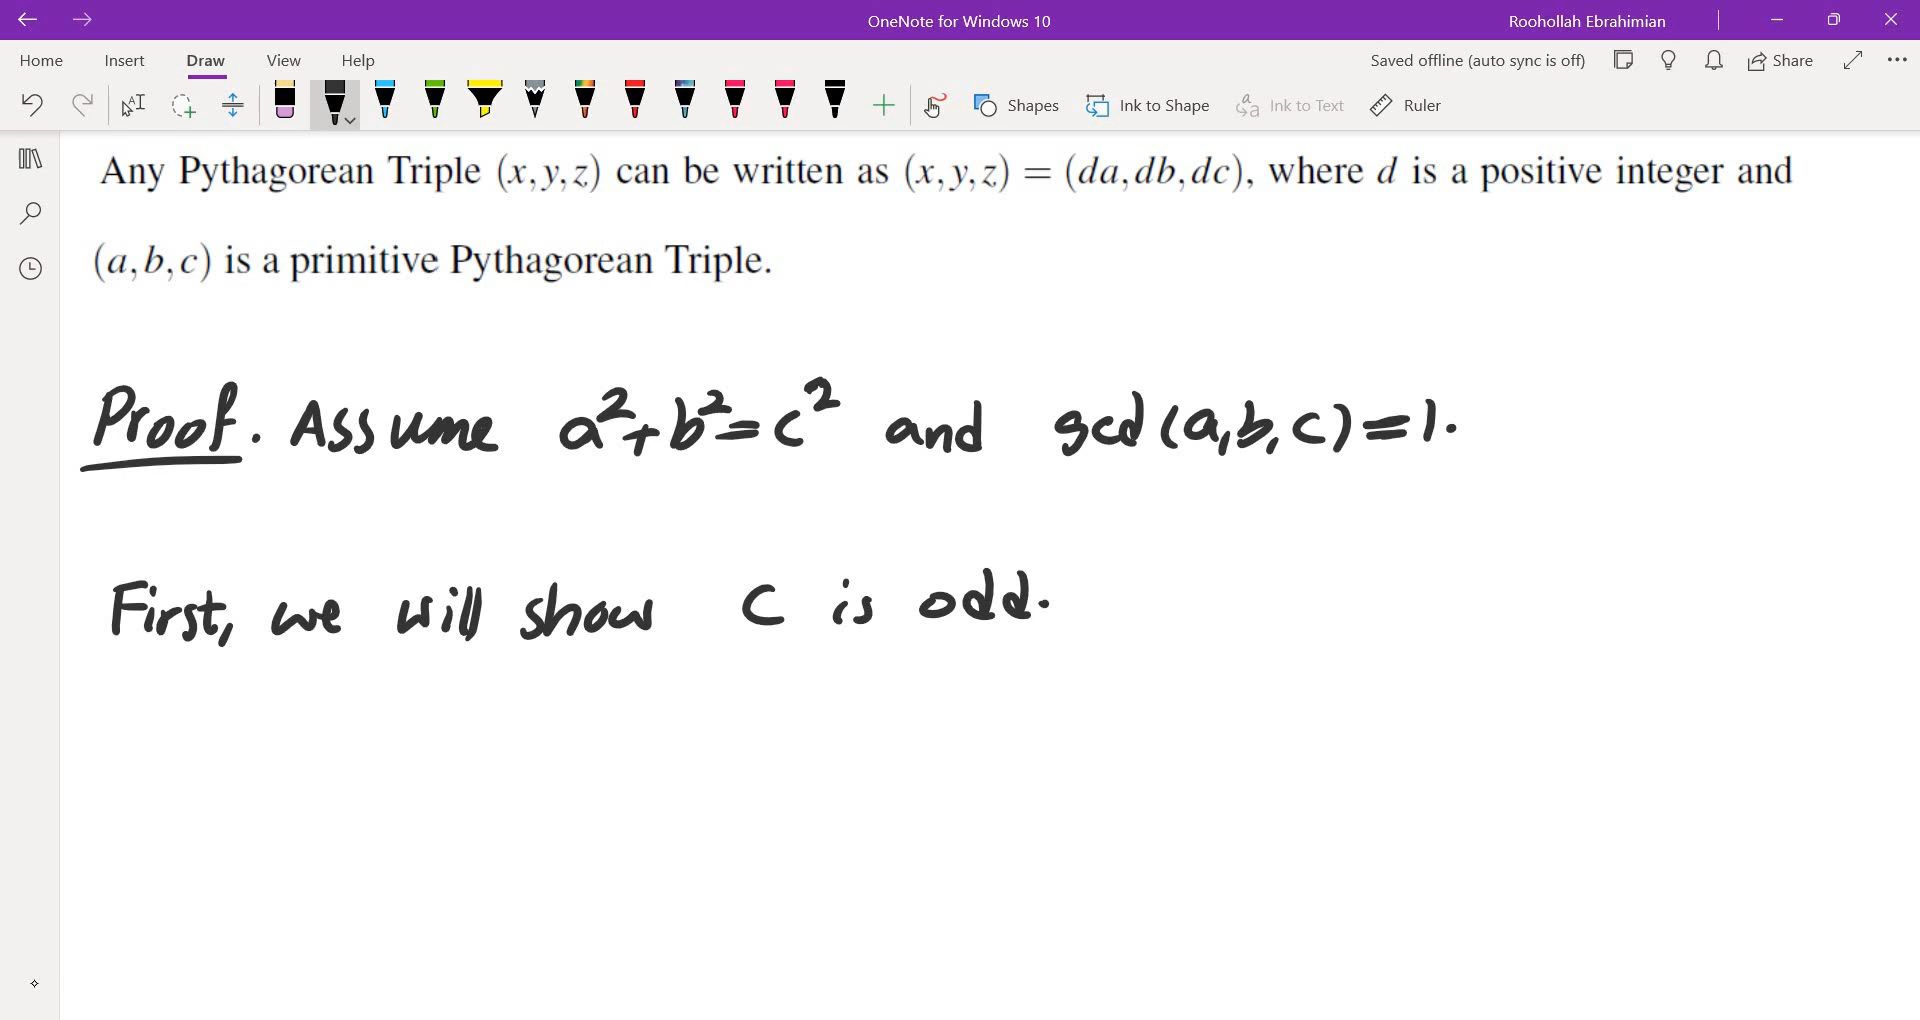 OneNote for Windows 10
Roohollah Ebrahimian
Home Insert Draw View Help
Saved offline (auto sync is off) Share
Shapes Ink to Shape Ink to Text Ruler
Any Pythagorean Triple (x,y,z) can be written as (x,y,z) = (da,db,dc), where d is a positive integer and
(a,b,c) is a primitive Pythagorean Triple.
Proof. Assume a²+b²=c² and gcd(a,b,c)=1.
First, we will show C is odd.